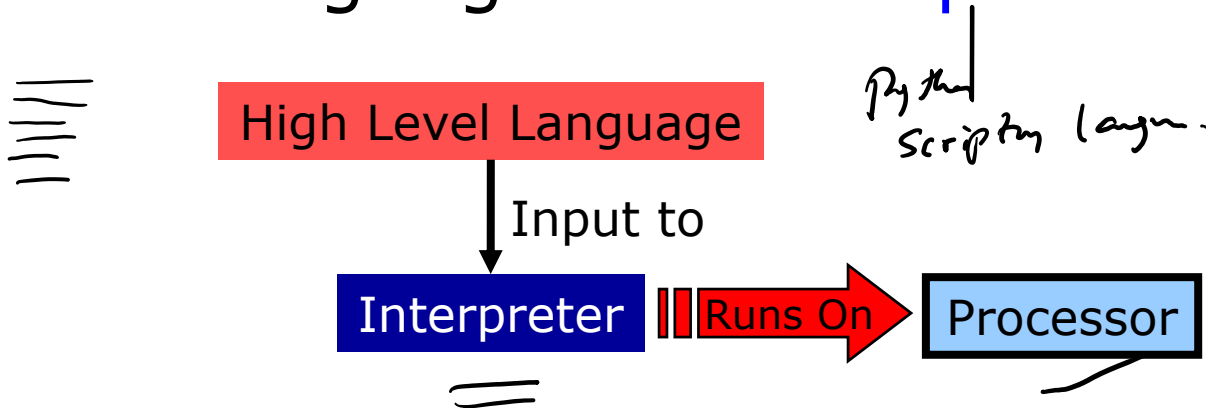 Python
scripting langu.
High Level Language
Input to
Interpreter
Runs On
Processor